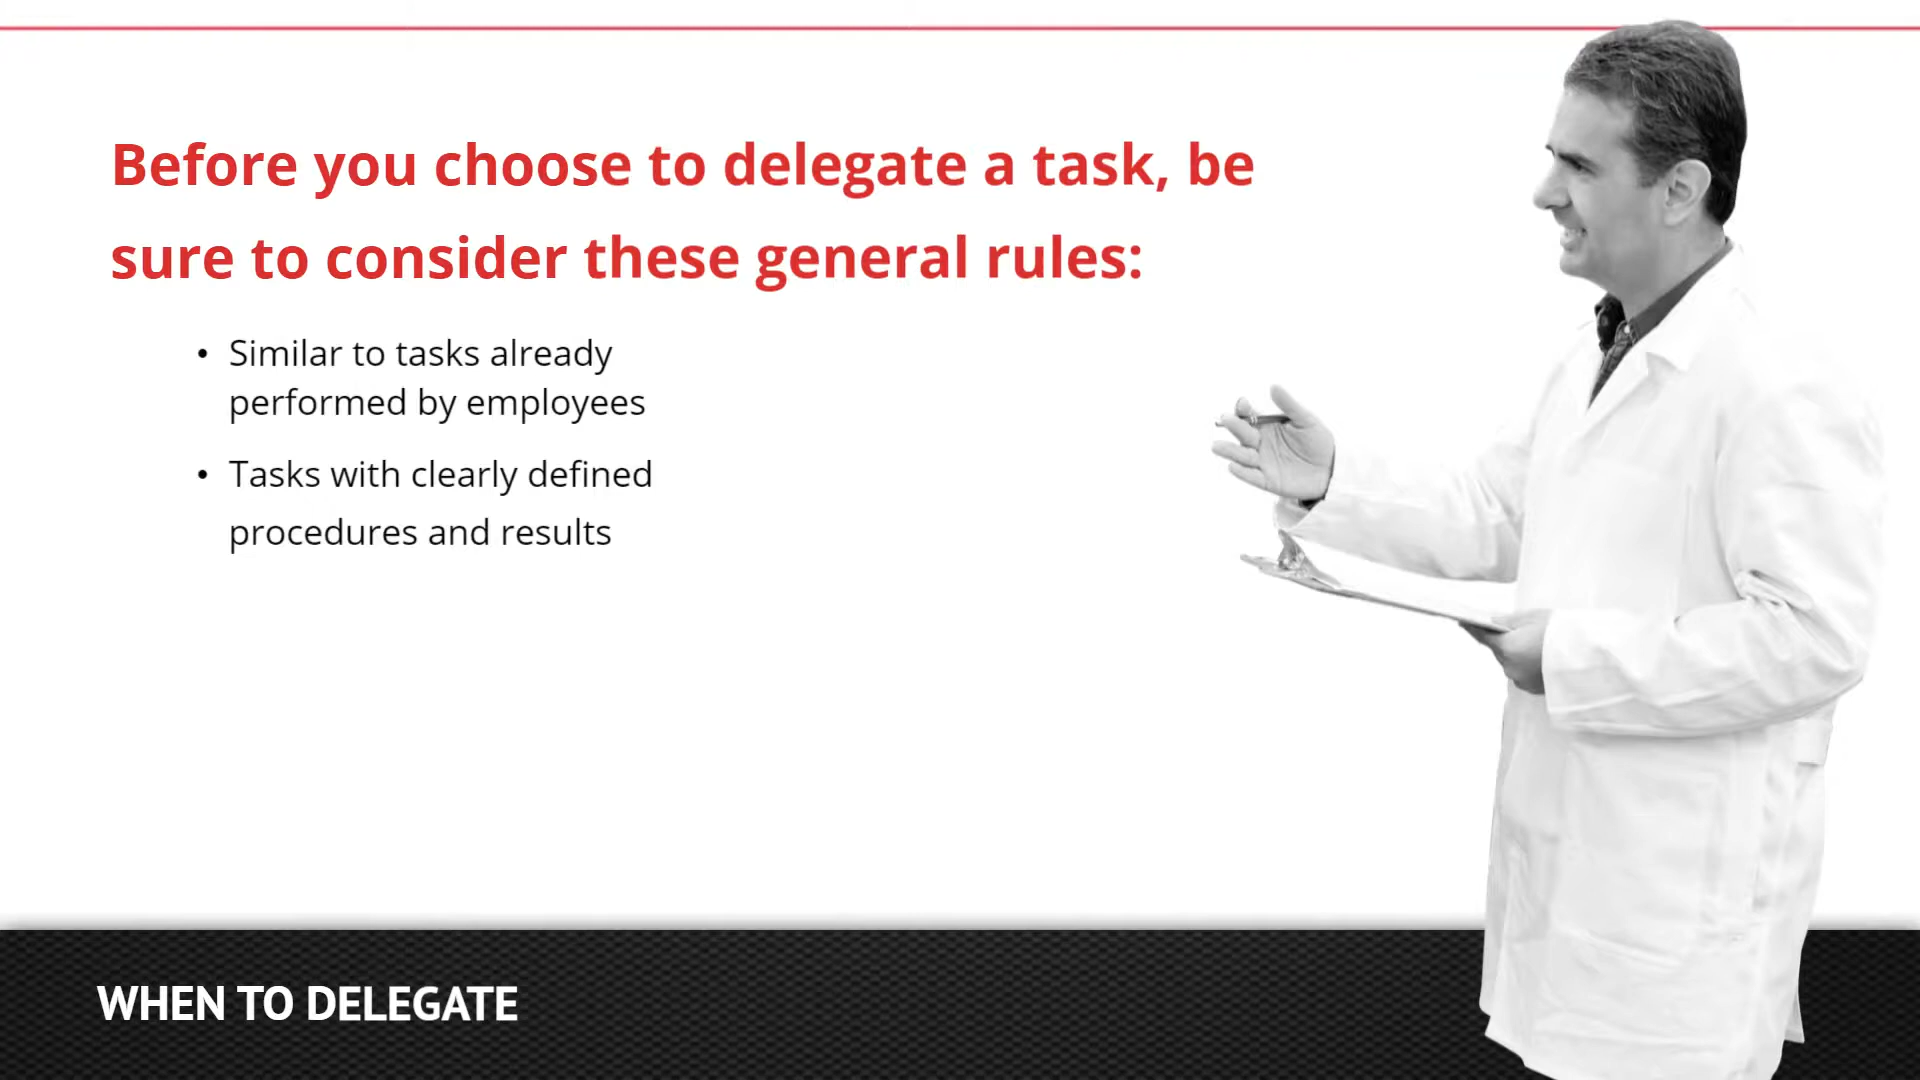 Before you choose to delegate a task, be
sure to consider these general rules:
• Similar to tasks already
performed by employees
• Tasks with clearly defined
procedures and results
WHEN TO DELEGATE